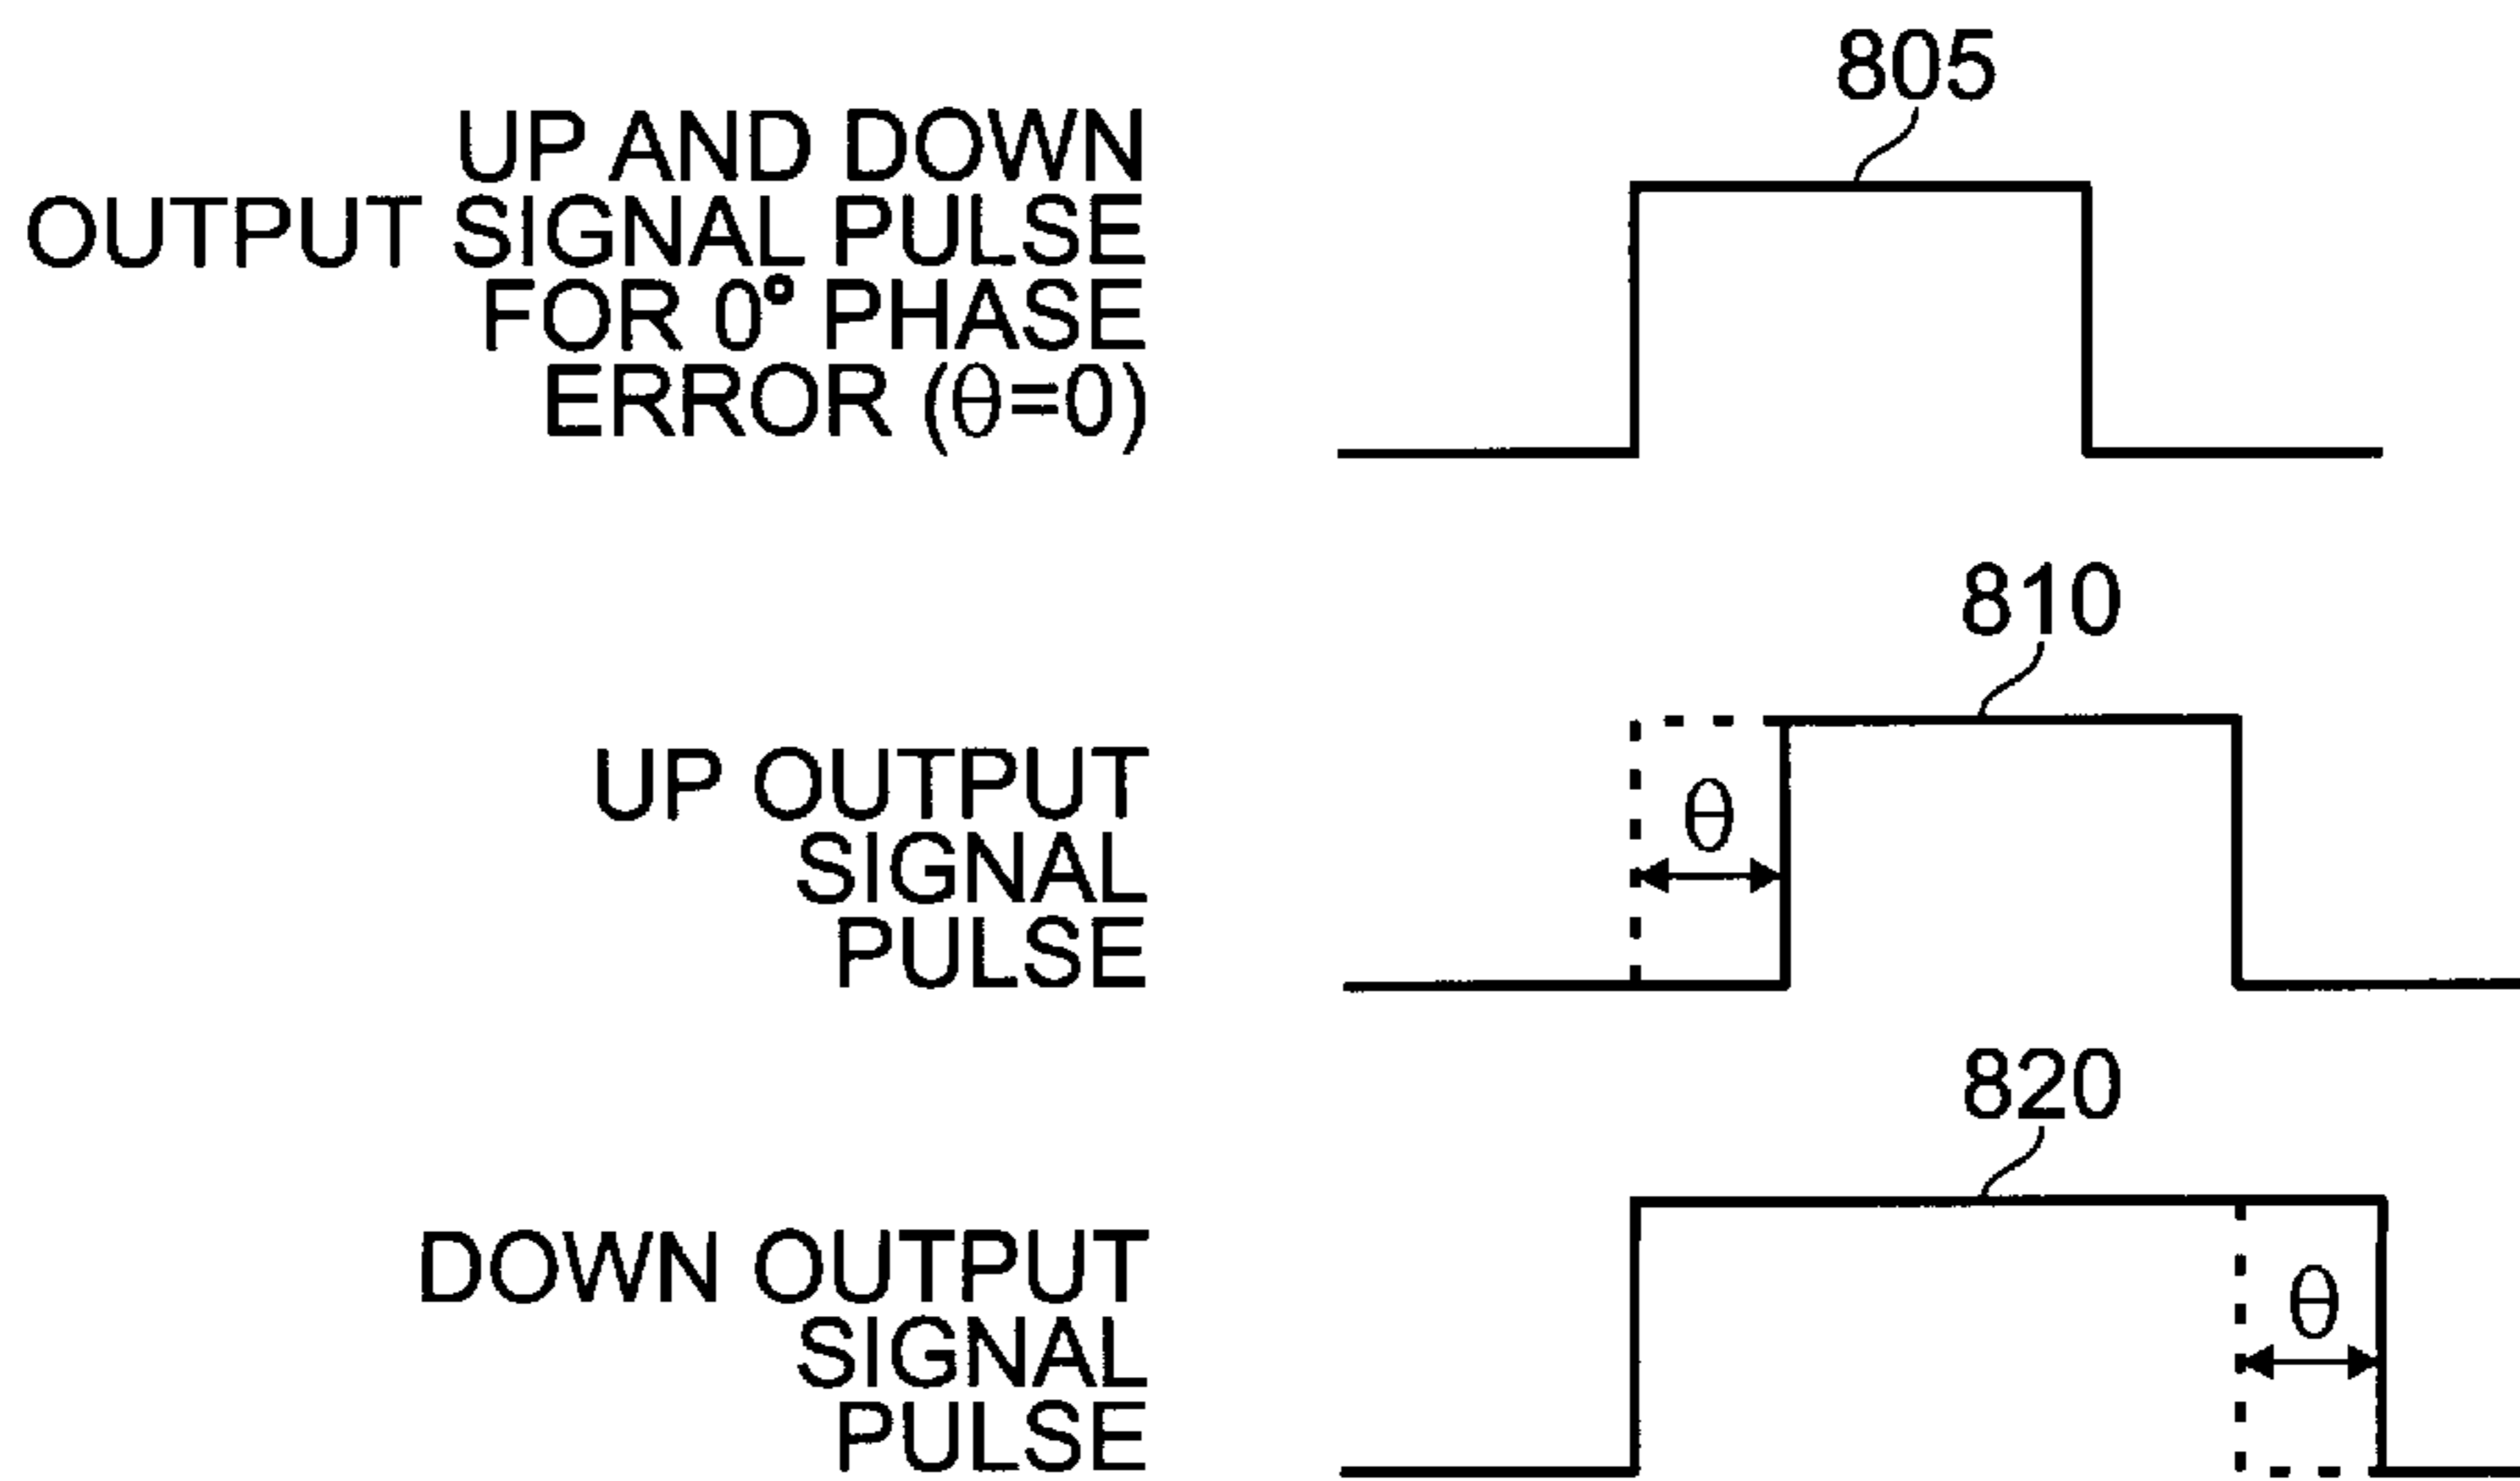 805
UP AND DOWN
OUTPUT SIGNAL PULSE
FOR 0° PHASE
ERROR (θ=0)
810
UP OUTPUT
SIGNAL
PULSE
θ
820
DOWN OUTPUT
SIGNAL
PULSE
θ